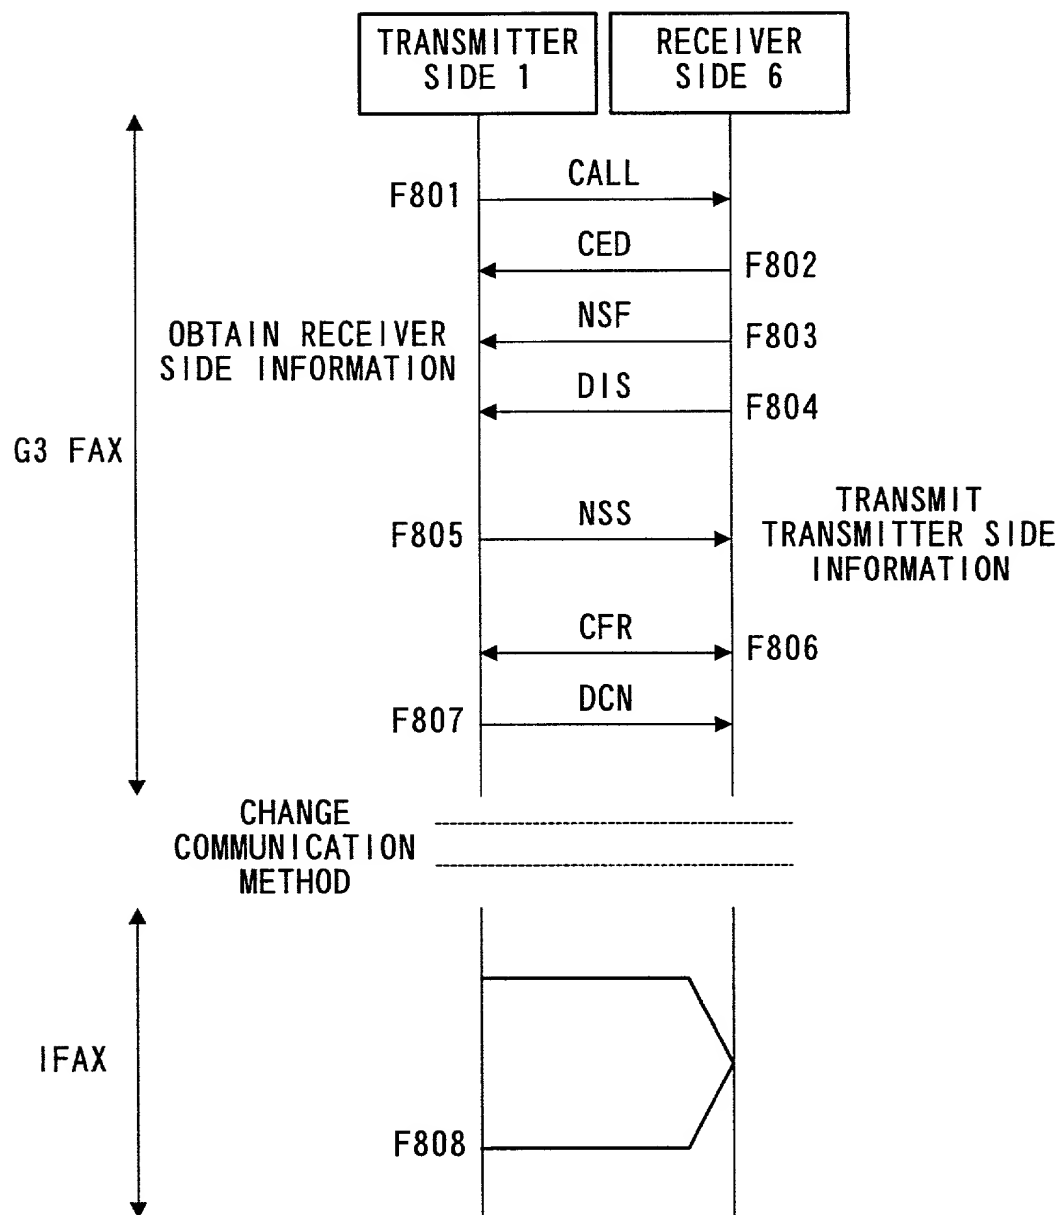 TRANSMITTER
SIDE 1
RECEIVER
SIDE 6
CALL
F801
CED
F802
NSF
F803
OBTAIN RECEIVER
SIDE INFORMATION
DIS
F804
G3 FAX
NSS
F805
TRANSMIT
TRANSMITTER SIDE
INFORMATION
CFR
F806
DCN
F807
CHANGE
COMMUNICATION
METHOD
IFAX
F808